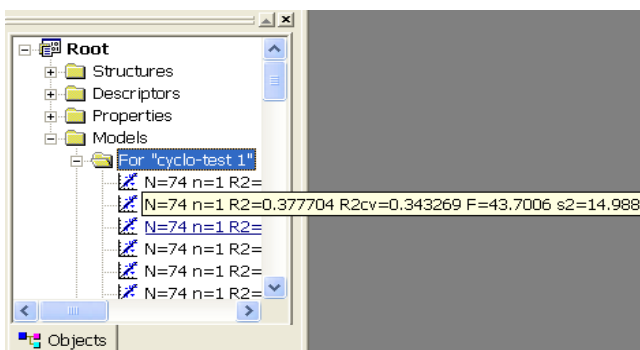 Root
Structures
Descriptors
Properties
Models
For "cyclo-test 1"
N=74 n=1 R2=
N=74 n=1 R2=0.377704 R2cv=0.343269 F=43.7006 s2=14.988
N=74 n=1 R2=
N=74 n=1 R2=
N=74 n=1 R2=
N=74 n=1 R2=
Objects